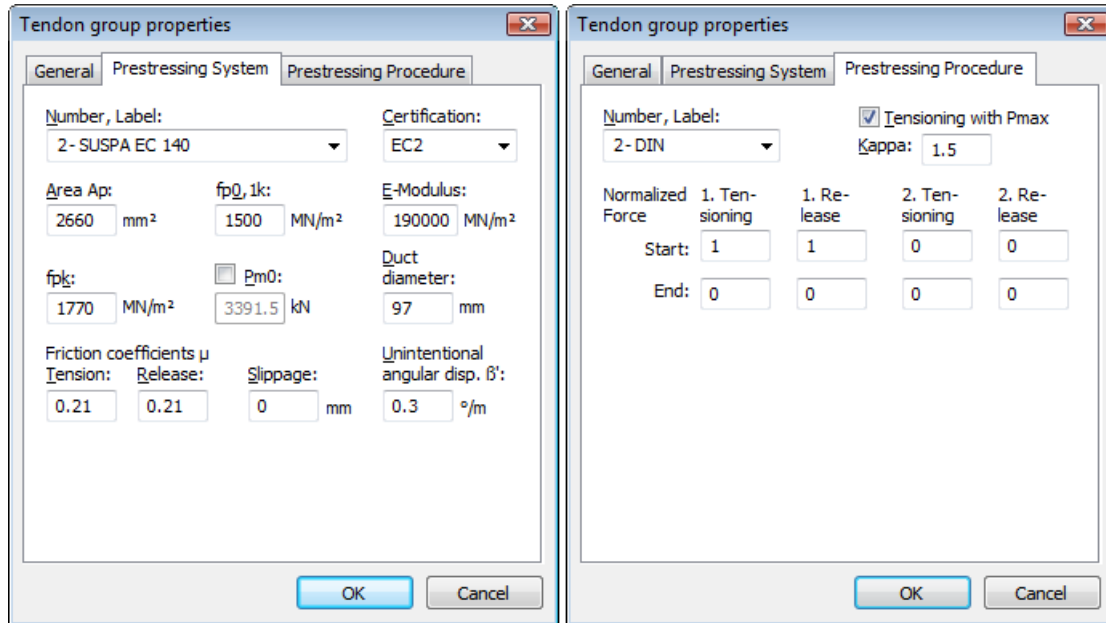 Tendon group properties
General Prestressing System Prestressing Procedure
Number, Label: Certification:
2- SUSPA EC 140 EC2
Area Ap: fp0,1k: E-Modulus:
2660 mm² 1500 MN/m² 190000 MN/m²
Duct
fpk: Pm0: diameter:
1770 MN/m² 3391.5 kN 97 mm
Friction coefficients µ Unintentional
Tension: Release: Slippage: angular disp. ß':
0.21 0.21 0 mm 0.3 °/m
OK Cancel
Tendon group properties
General Prestressing System Prestressing Procedure
Number, Label: Tensioning with Pmax
2- DIN Kappa: 1.5
Normalized 1. Ten- 1. Re- 2. Ten- 2. Re-
Force sioning lease sioning lease
Start: 1 1 0 0
End: 0 0 0 0
OK Cancel